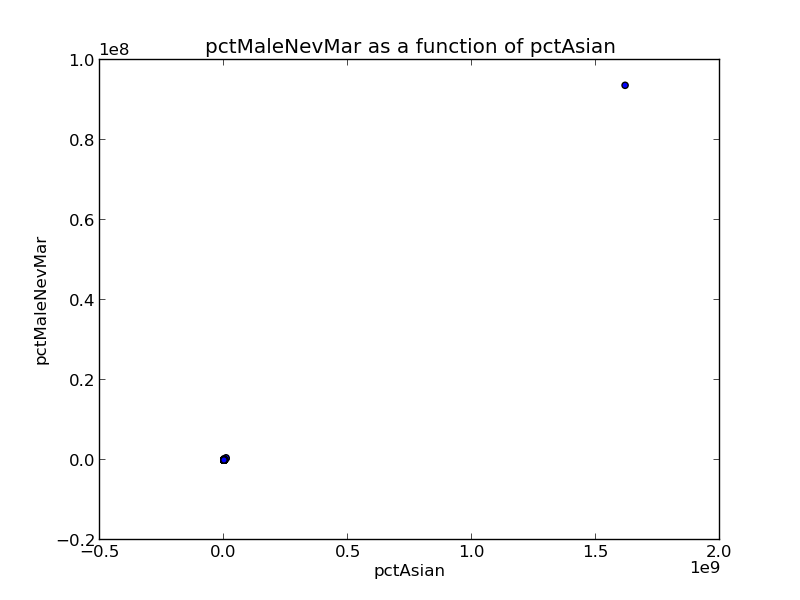 pctMaleNevMar as a function of pctAsian
1e8
1.0
0.8
0.6
0.4
0.2
0.0
−0.2
pctMaleNevMar
−0.5 0.0 0.5 1.0 1.5 2.0
1e9
pctAsian